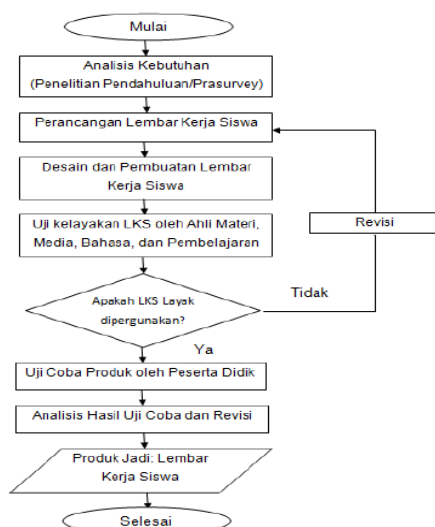 Mulai
Analisis Kebutuhan
(Penelitian Pendahuluan/Prasurvey)
Perancangan Lembar Kerja Siswa
Desain dan Pembuatan Lembar
Kerja Siswa
Uji kelayakan LKS oleh Ahli Materi,
Media, Bahasa, dan Pembelajaran
Revisi
Apakah LKS Layak
dipergunakan?
Tidak
Ya
Uji Coba Produk oleh Peserta Didik
Analisis Hasil Uji Coba dan Revisi
Produk Jadi: Lembar
Kerja Siswa
Selesai